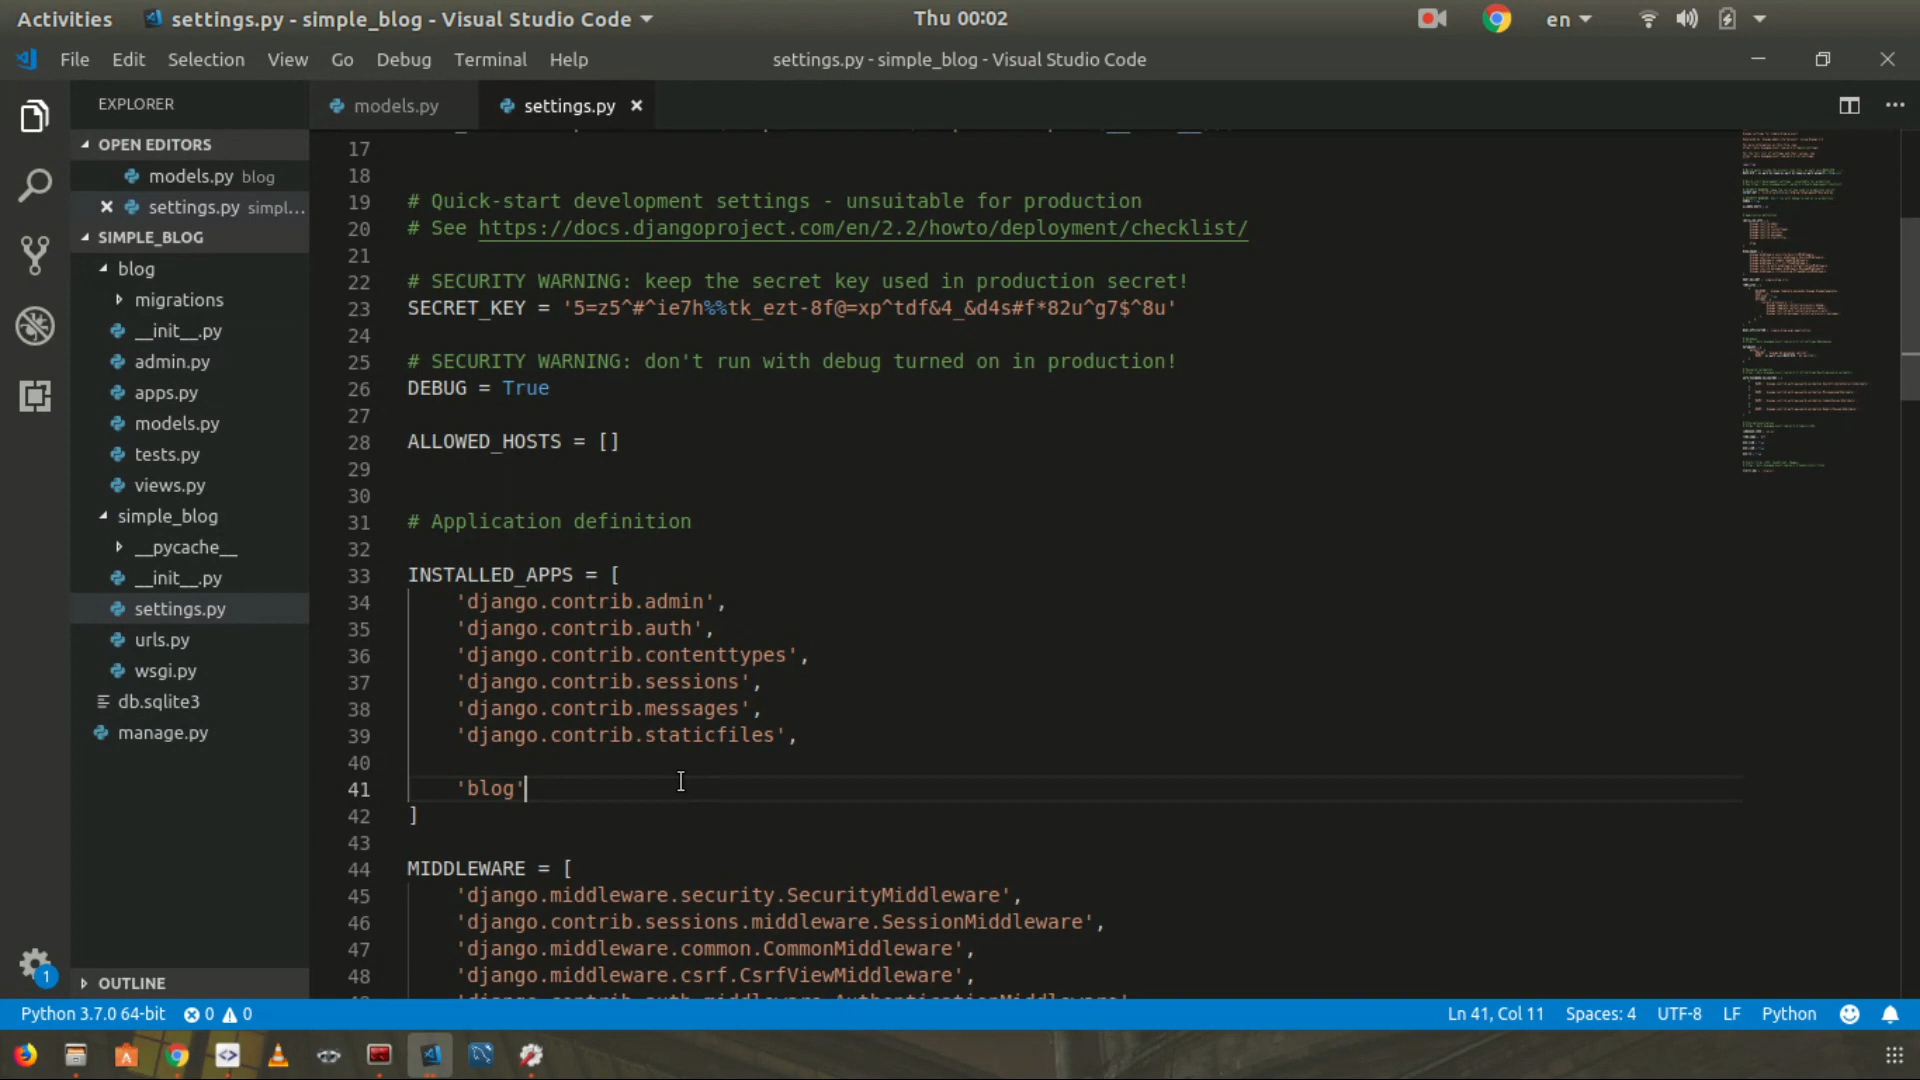 Activities settings.py - simple_blog - Visual Studio Code Thu 00:02 en
File Edit Selection View Go Debug Terminal Help settings.py - simple_blog - Visual Studio Code
EXPLORER
OPEN EDITORS
models.py blog
settings.py simpl...
SIMPLE_BLOG
blog
migrations
__init__.py
admin.py
apps.py
models.py
tests.py
views.py
simple_blog
__pycache__
__init__.py
settings.py
urls.py
wsgi.py
db.sqlite3
manage.py
OUTLINE
1
models.py settings.py
17
18
19 # Quick-start development settings - unsuitable for production
20 # See https://docs.djangoproject.com/en/2.2/howto/deployment/checklist/
21
22 # SECURITY WARNING: keep the secret key used in production secret!
23 SECRET_KEY = '5=z5^#^ie7h%%tk_ezt-8f@=xp^tdf&4_&d4s#f*82u^g7$^8u'
24
25 # SECURITY WARNING: don't run with debug turned on in production!
26 DEBUG = True
27
28 ALLOWED_HOSTS = []
29
30
31 # Application definition
32
33 INSTALLED_APPS = [
34 'django.contrib.admin',
35 'django.contrib.auth',
36 'django.contrib.contenttypes',
37 'django.contrib.sessions',
38 'django.contrib.messages',
39 'django.contrib.staticfiles',
40
41 'blog'
42 ]
43
44 MIDDLEWARE = [
45 'django.middleware.security.SecurityMiddleware',
46 'django.contrib.sessions.middleware.SessionMiddleware',
47 'django.middleware.common.CommonMiddleware',
48 'django.middleware.csrf.CsrfViewMiddleware',
Python 3.7.0 64-bit 0 0 Ln 41, Col 11 Spaces: 4 UTF-8 LF Python